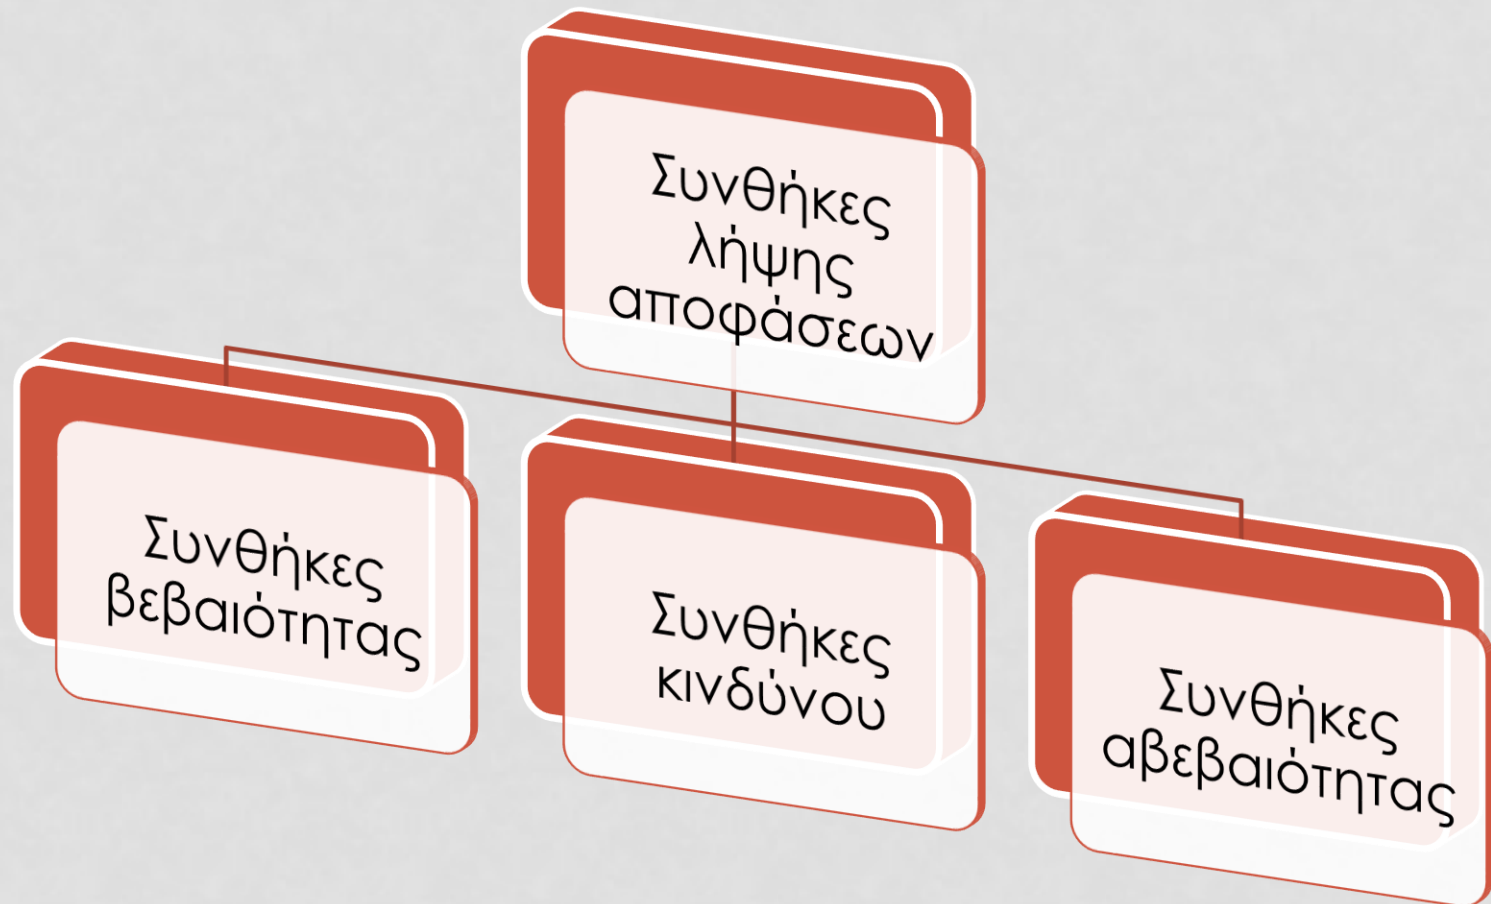 Συνθήκες
λήψης
αποφάσεων
Συνθήκες
βεβαιότητας
Συνθήκες
κινδύνου
Συνθήκες
αβεβαιότητας